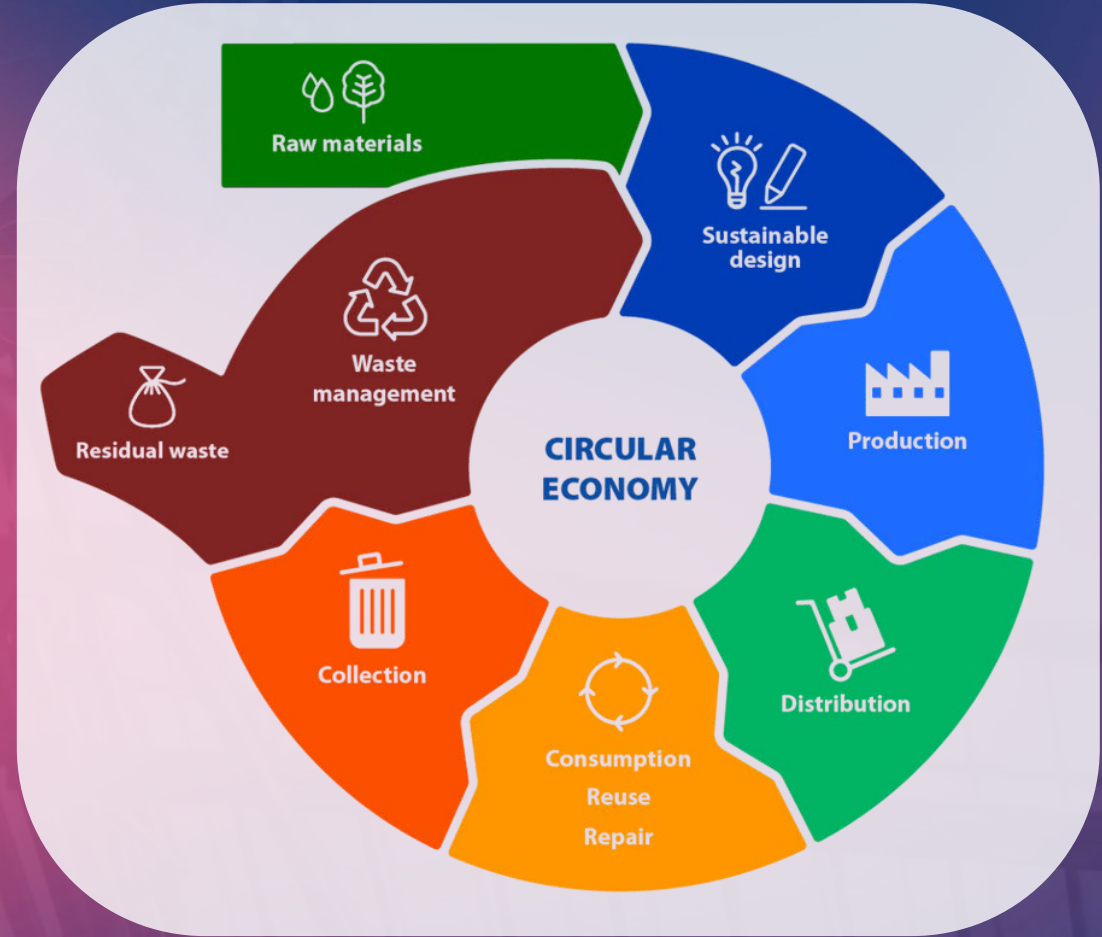 Raw materials
Sustainable
design
Production
Distribution
Consumption
Reuse
Repair
Collection
Waste
management
Residual waste
CIRCULAR
ECONOMY